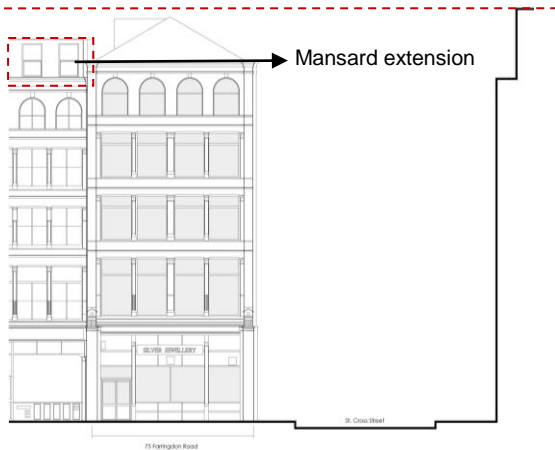 Mansard extension
SILVER JEWELLERY
St. Cross Street
73 Farringdon Road